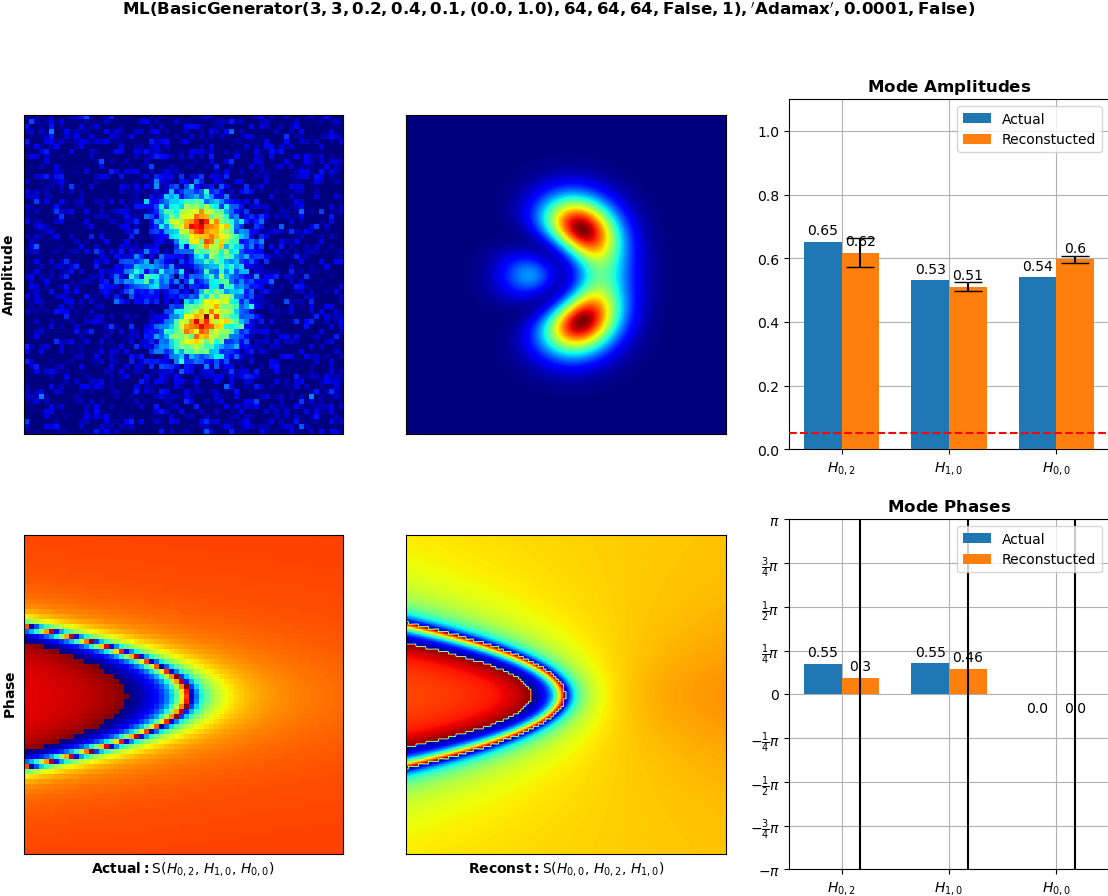 ML(BasicGenerator(3, 3, 0.2, 0.4, 0.1, (0.0, 1.0), 64, 64, 64, False, 1), ′Adamax′, 0.0001, False)
Amplitude
Mode Amplitudes
Actual
Reconstucted
1.0
0.8
0.6
0.4
0.2
0.0
0.65
0.62
0.53
0.51
0.54
0.6
H0,2
H1,0
H0,0
Phase
Actual: S(H0,2, H1,0, H0,0)
Reconst: S(H0,0, H0,2, H1,0)
Mode Phases
Actual
Reconstucted
π
3/4π
1/2π
1/4π
0
−1/4π
−1/2π
−3/4π
−π
0.55
0.3
0.55
0.46
0.0
0.0
H0,2
H1,0
H0,0